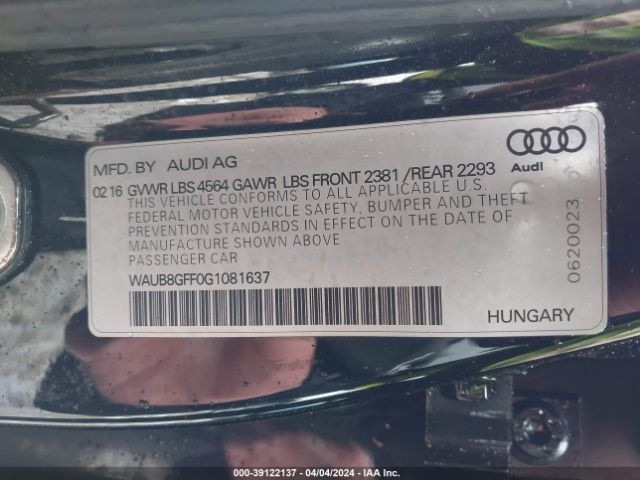 MFD. BY AUDI AG
Audi
02 16 GVWR LBS 4564 GAWR LBS FRONT 2381 /REAR 2293
THIS VEHICLE CONFORMS TO ALL APPLICABLE U.S.
FEDERAL MOTOR VEHICLE SAFETY, BUMPER AND THEFT
PREVENTION STANDARDS IN EFFECT ON THE DATE OF
MANUFACTURE SHOWN ABOVE
PASSENGER CAR
WAUB8GFF0G1081637
0620023
HUNGARY
000-39122137 - 04/04/2024 - IAA Inc.